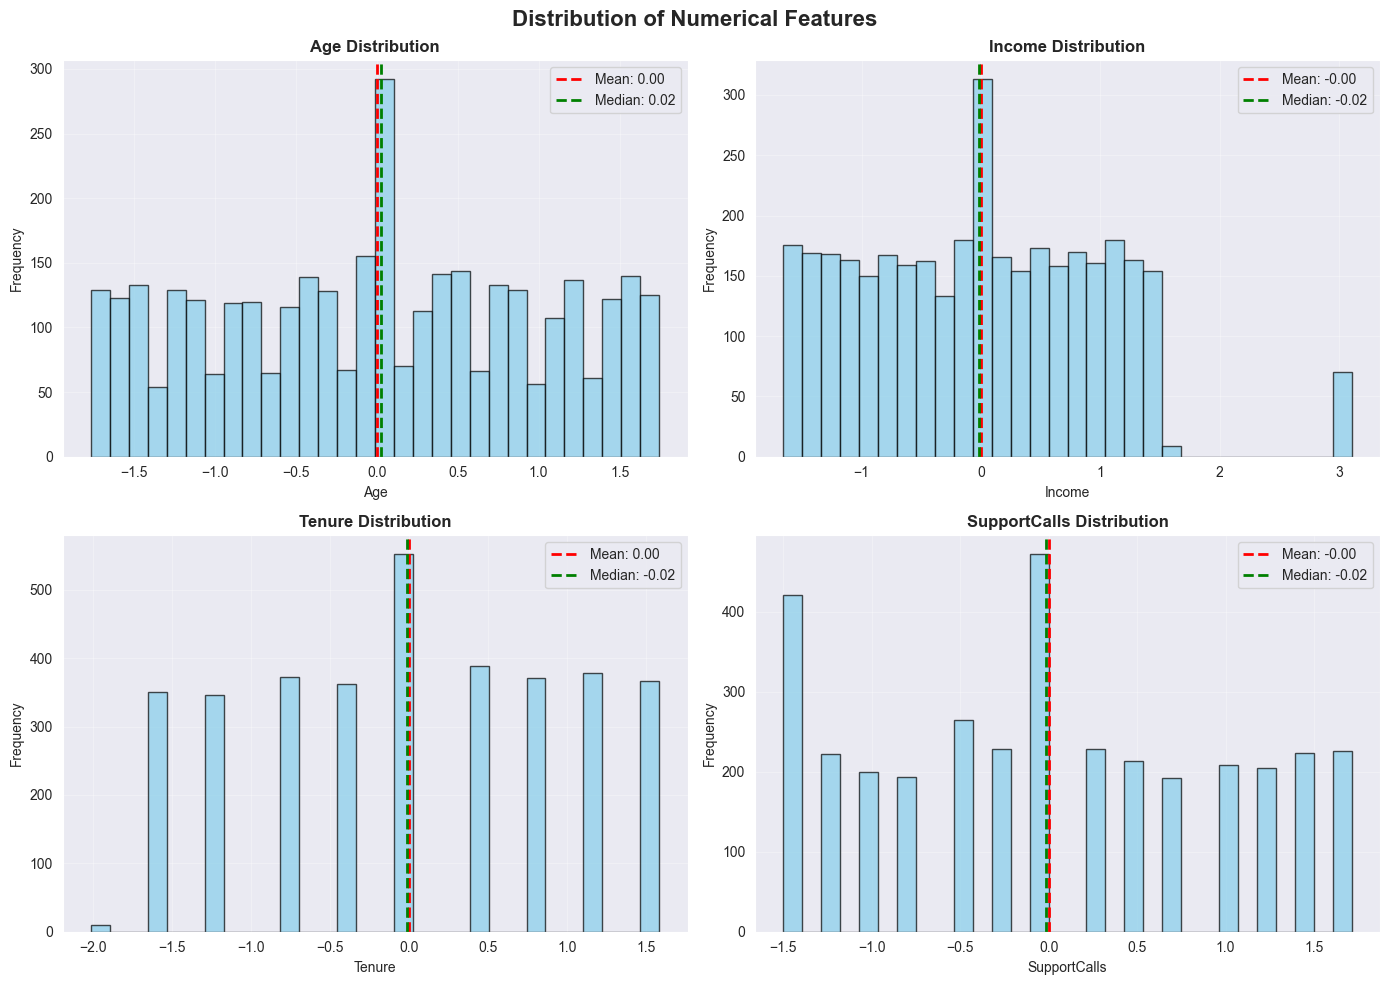 Distribution of Numerical Features
Age Distribution
Mean: 0.00
Median: 0.02
300
250
200
150
100
50
0
Frequency
−1.5 −1.0 −0.5 0.0 0.5 1.0 1.5
Age
Income Distribution
Mean: -0.00
Median: -0.02
300
250
200
150
100
50
0
Frequency
−1 0 1 2 3
Income
Tenure Distribution
Mean: 0.00
Median: -0.02
500
400
300
200
100
0
Frequency
−2.0 −1.5 −1.0 −0.5 0.0 0.5 1.0 1.5
Tenure
SupportCalls Distribution
Mean: -0.00
Median: -0.02
400
300
200
100
0
Frequency
−1.5 −1.0 −0.5 0.0 0.5 1.0 1.5
SupportCalls